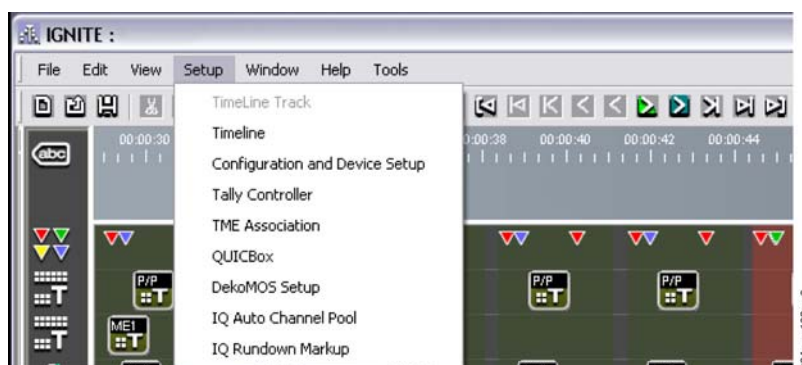 IGNITE :
File Edit View Setup Window Help Tools
TimeLine Track
Timeline
Configuration and Device Setup
Tally Controller
TME Association
QUICBox
DekoMOS Setup
IQ Auto Channel Pool
IQ Rundown Markup
abc
00:00:30
0:00:38 00:00:40 00:00:42 00:00:44
P/P
T
P/P
T
P/P
T
T
ME1
T
T